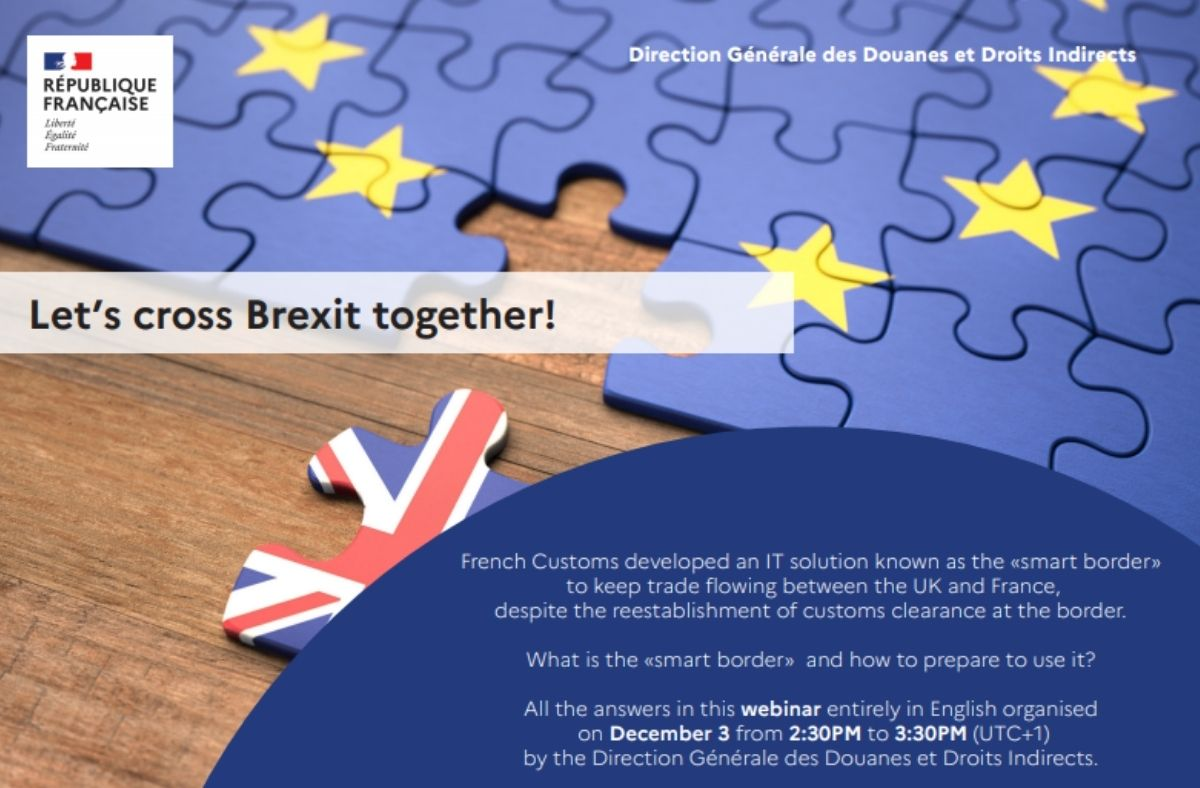 RÉPUBLIQUE
FRANÇAISE
Liberté
Égalité
Fraternité
Direction Générale des Douanes et Droits Indirects
Let’s cross Brexit together!
French Customs developed an IT solution known as the «smart border»
to keep trade flowing between the UK and France,
despite the reestablishment of customs clearance at the border.
What is the «smart border» and how to prepare to use it?
All the answers in this webinar entirely in English organised
on December 3 from 2:30PM to 3:30PM (UTC+1)
by the Direction Générale des Douanes et Droits Indirects.